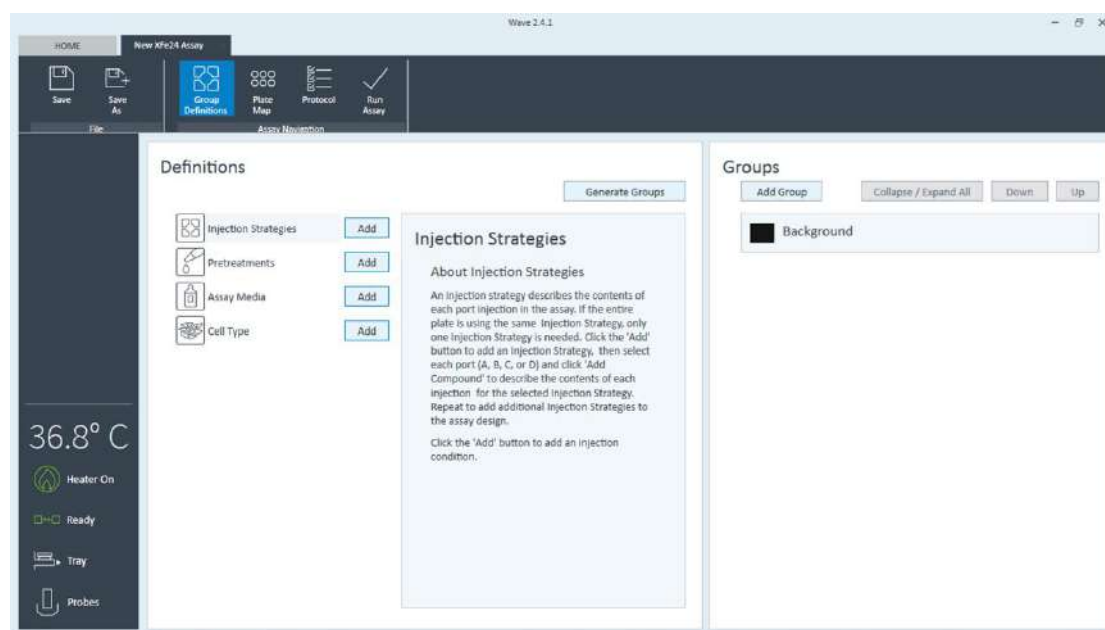 Wave 2.4.1
HOME
New XFe24 Assay
Save
Save As
Group Definitions
Plate Map
Protocol
Run Assay
File
Assay Navigation
Definitions
Generate Groups
Injection Strategies
Add
Pretreatments
Add
Assay Media
Add
Cell Type
Add
Injection Strategies
About Injection Strategies
An injection strategy describes the contents of
each port injection in the assay. If the entire
plate is using the same Injection Strategy, only
one Injection Strategy is needed. Click the 'Add'
button to add an Injection Strategy, then select
each port (A, B, C, or D) and click 'Add
Compound' to describe the contents of each
injection for the selected Injection Strategy.
Repeat to add additional Injection Strategies to
the assay design.
Click the 'Add' button to add an injection
condition.
Groups
Add Group
Collapse / Expand All
Down
Up
Background
36.8° C
Heater On
Ready
Tray
Probes